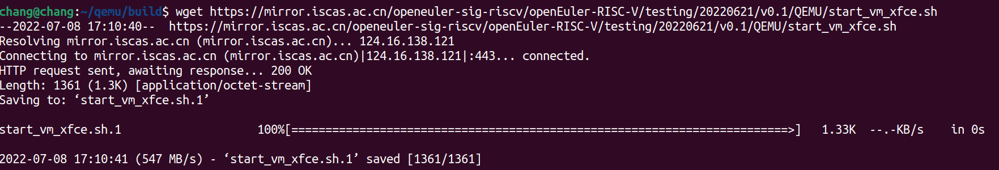 chang@chang:~/qemu/build$ wget https://mirror.iscas.ac.cn/openeuler-sig-riscv/openEuler-RISC-V/testing/20220621/v0.1/QEMU/start_vm_xfce.sh
--2022-07-08 17:10:40--  https://mirror.iscas.ac.cn/openeuler-sig-riscv/openEuler-RISC-V/testing/20220621/v0.1/QEMU/start_vm_xfce.sh
Resolving mirror.iscas.ac.cn (mirror.iscas.ac.cn)... 124.16.138.121
Connecting to mirror.iscas.ac.cn (mirror.iscas.ac.cn)|124.16.138.121|:443... connected.
HTTP request sent, awaiting response... 200 OK
Length: 1361 (1.3K) [application/octet-stream]
Saving to: ‘start_vm_xfce.sh.1’
start_vm_xfce.sh.1                    100%[=========================================================================>]   1.33K  --.-KB/s    in 0s
2022-07-08 17:10:41 (547 MB/s) - ‘start_vm_xfce.sh.1’ saved [1361/1361]